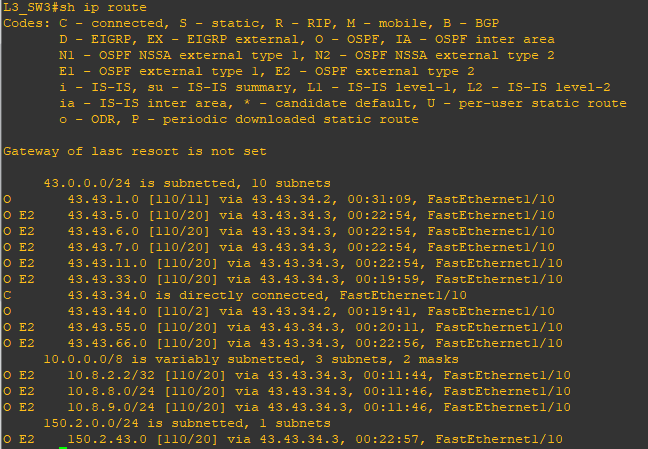 L3_SW3#sh ip route
Codes: C - connected, S - static, R - RIP, M - mobile, B - BGP
       D - EIGRP, EX - EIGRP external, O - OSPF, IA - OSPF inter area
       N1 - OSPF NSSA external type 1, N2 - OSPF NSSA external type 2
       E1 - OSPF external type 1, E2 - OSPF external type 2
       i - IS-IS, su - IS-IS summary, L1 - IS-IS level-1, L2 - IS-IS level-2
       ia - IS-IS inter area, * - candidate default, U - per-user static route
       o - ODR, P - periodic downloaded static route
Gateway of last resort is not set
     43.0.0.0/24 is subnetted, 10 subnets
O       43.43.1.0 [110/11] via 43.43.34.2, 00:31:09, FastEthernet1/10
O E2    43.43.5.0 [110/20] via 43.43.34.3, 00:22:54, FastEthernet1/10
O E2    43.43.6.0 [110/20] via 43.43.34.3, 00:22:54, FastEthernet1/10
O E2    43.43.7.0 [110/20] via 43.43.34.3, 00:22:54, FastEthernet1/10
O E2    43.43.11.0 [110/20] via 43.43.34.3, 00:22:54, FastEthernet1/10
O E2    43.43.33.0 [110/20] via 43.43.34.3, 00:19:59, FastEthernet1/10
C       43.43.34.0 is directly connected, FastEthernet1/10
O       43.43.44.0 [110/2] via 43.43.34.2, 00:19:41, FastEthernet1/10
O E2    43.43.55.0 [110/20] via 43.43.34.3, 00:20:11, FastEthernet1/10
O E2    43.43.66.0 [110/20] via 43.43.34.3, 00:22:56, FastEthernet1/10
     10.0.0.0/8 is variably subnetted, 3 subnets, 2 masks
O E2    10.8.2.2/32 [110/20] via 43.43.34.3, 00:11:44, FastEthernet1/10
O E2    10.8.8.0/24 [110/20] via 43.43.34.3, 00:11:46, FastEthernet1/10
O E2    10.8.9.0/24 [110/20] via 43.43.34.3, 00:11:46, FastEthernet1/10
     150.2.0.0/24 is subnetted, 1 subnets
O E2    150.2.43.0 [110/20] via 43.43.34.3, 00:22:57, FastEthernet1/10